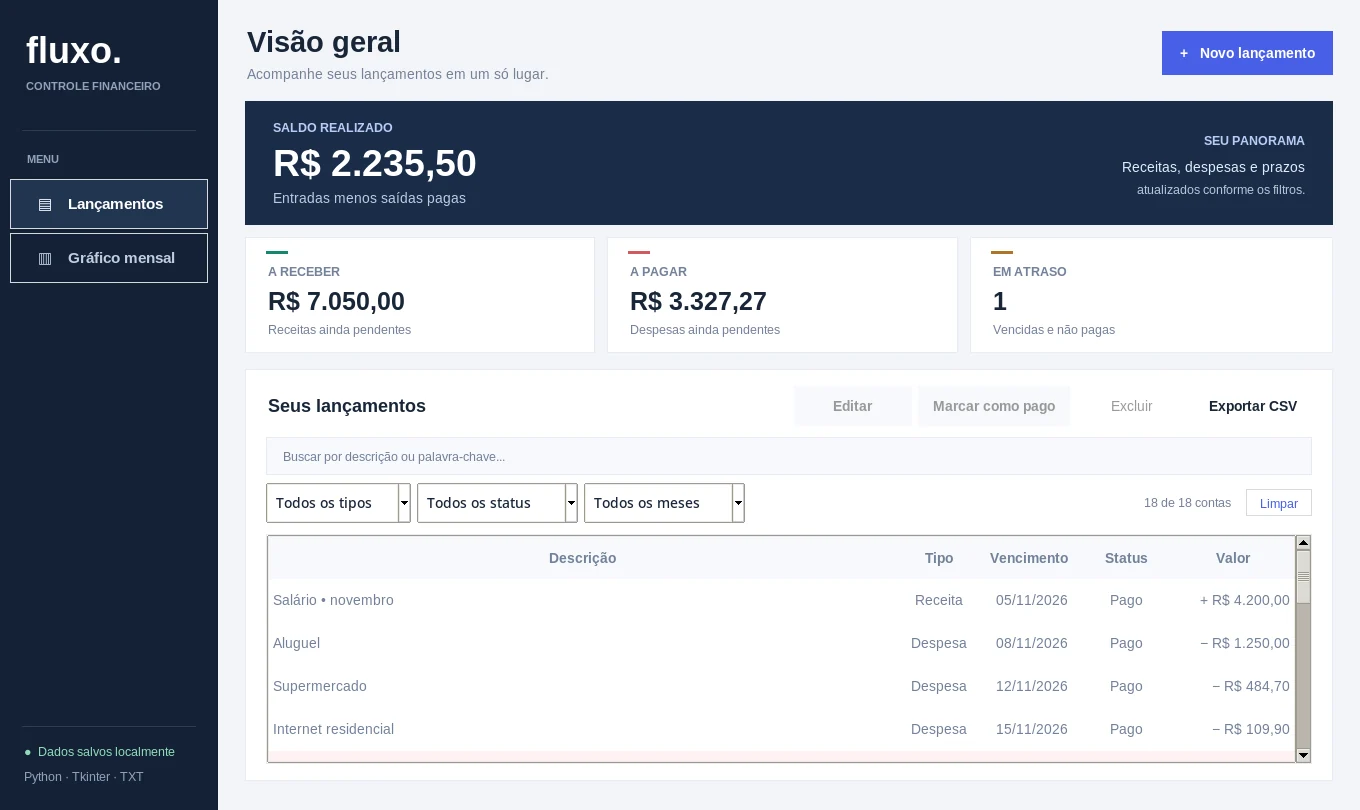 fluxo.
CONTROLE FINANCEIRO
MENU
Lançamentos
Gráfico mensal
● Dados salvos localmente
Python · Tkinter · TXT
Visão geral
Acompanhe seus lançamentos em um só lugar.
+ Novo lançamento
SALDO REALIZADO
R$ 2.235,50
Entradas menos saídas pagas
SEU PANORAMA
Receitas, despesas e prazos
atualizados conforme os filtros.
A RECEBER
R$ 7.050,00
Receitas ainda pendentes
A PAGAR
R$ 3.327,27
Despesas ainda pendentes
EM ATRASO
1
Vencidas e não pagas
Seus lançamentos
Editar
Marcar como pago
Excluir
Exportar CSV
Buscar por descrição ou palavra-chave...
Todos os tipos
Todos os status
Todos os meses
18 de 18 contas
Limpar
Descrição Tipo Vencimento Status Valor
Salário • novembro Receita 05/11/2026 Pago + R$ 4.200,00
Aluguel Despesa 08/11/2026 Pago − R$ 1.250,00
Supermercado Despesa 12/11/2026 Pago − R$ 484,70
Internet residencial Despesa 15/11/2026 Pago − R$ 109,90